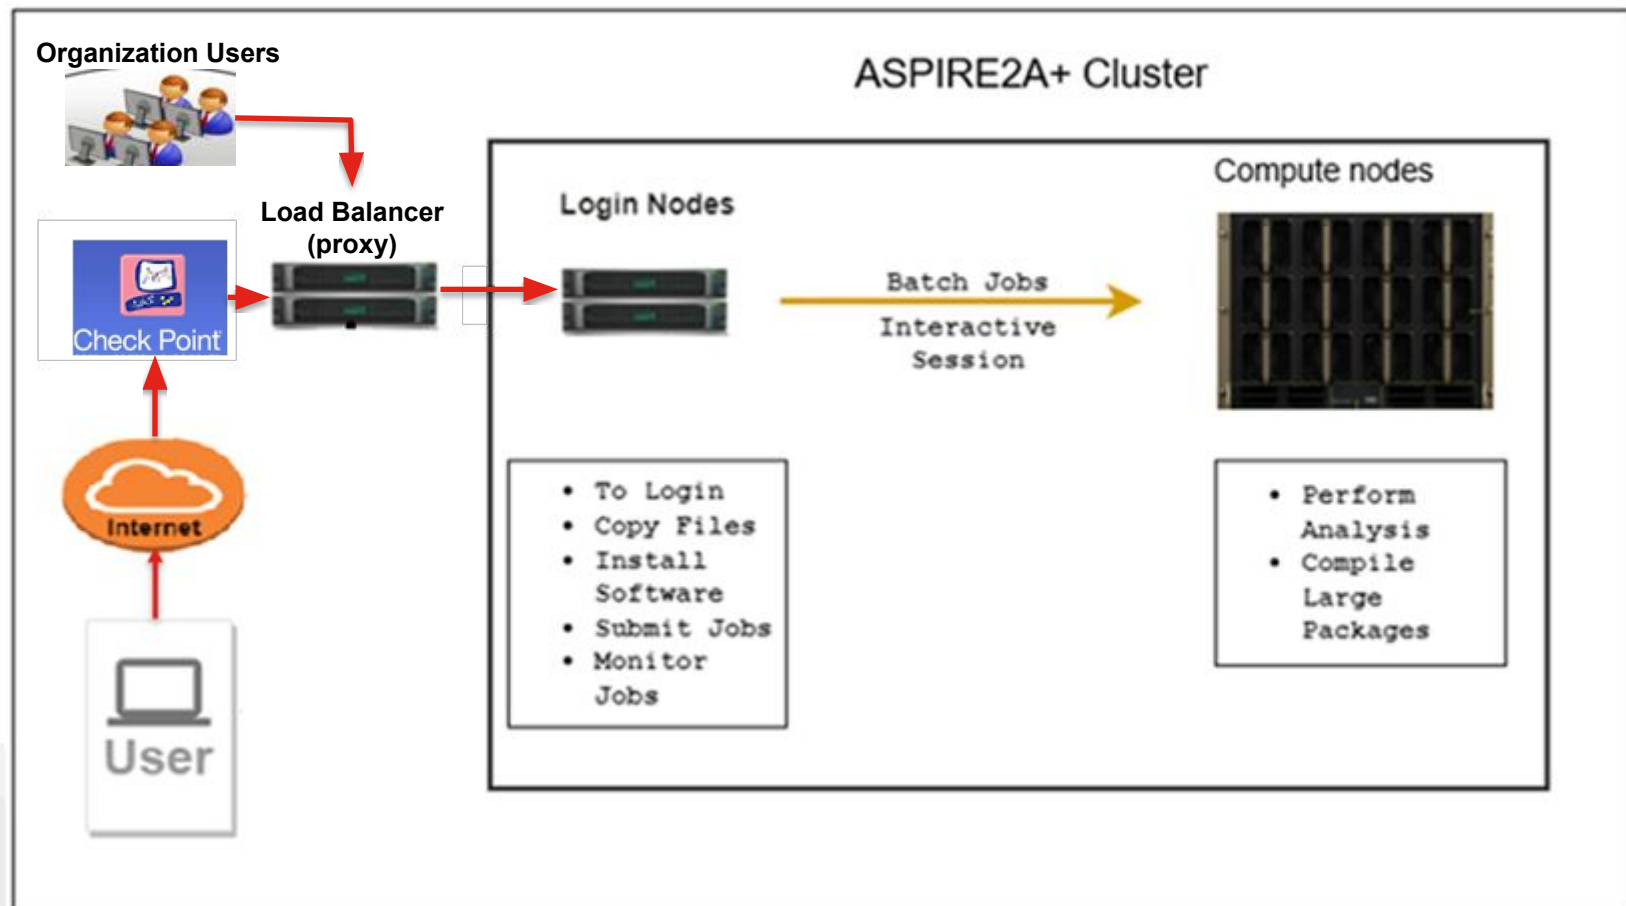 Organization Users
ASPIRE2A+ Cluster
Load Balancer
(proxy)
Login Nodes
Compute nodes
Check Point
Batch Jobs
Interactive
Session
Internet
User
• To Login
• Copy Files
• Install
Software
• Submit Jobs
• Monitor
Jobs
• Perform
Analysis
• Compile
Large
Packages